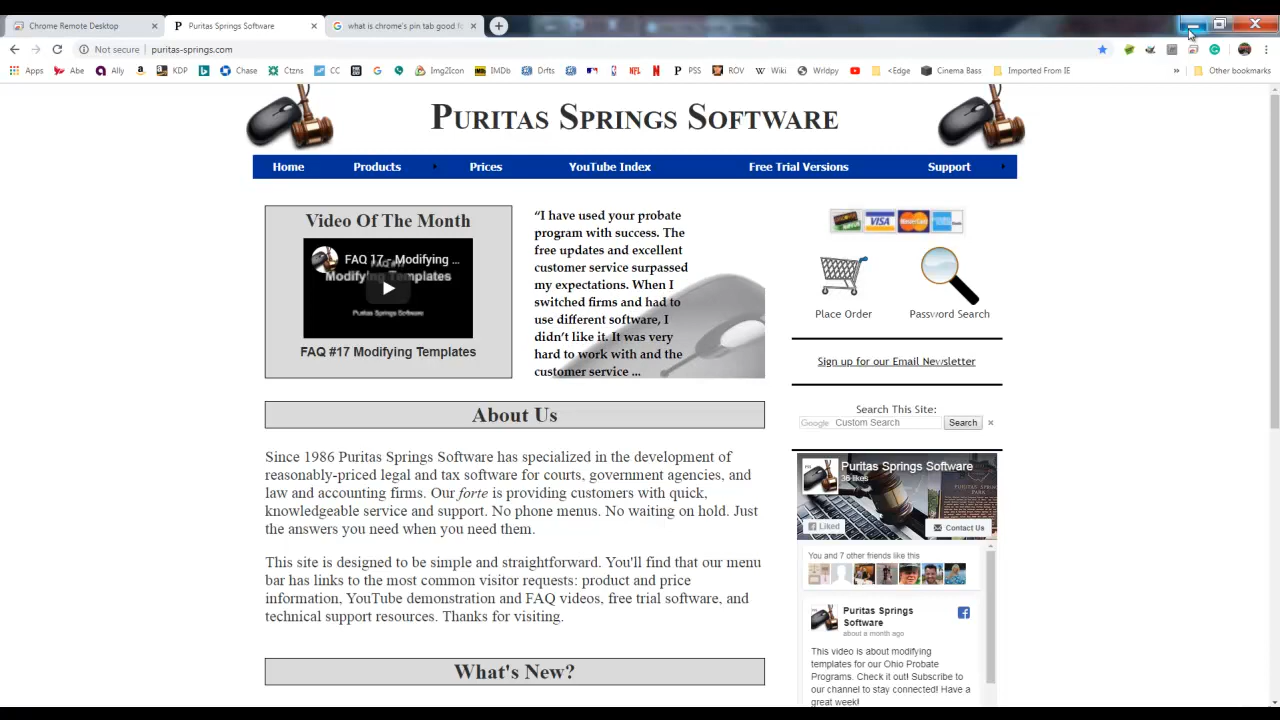 Chrome Remote Desktop
Puritas Springs Software
what is chrome's pin tab good f
Not secure | puritas-springs.com
Apps Abe Ally KDP Chase Ctzns CC Img2Icon IMDb Drfts NFL PSS ROV Wiki Wrldpy <Edge Cinema Bass Imported From IE Other bookmarks
PURITAS SPRINGS SOFTWARE
Home Products Prices YouTube Index Free Trial Versions Support
Video Of The Month
FAQ 17 - Modifying ...
Modifying Templates
Puritas Springs Software
FAQ #17 Modifying Templates
“I have used your probate
program with success. The
free updates and excellent
customer service surpassed
my expectations. When I
switched firms and had to
use different software, I
didn’t like it. It was very
hard to work with and the
customer service ...
VISA MasterCard
Place Order Password Search
Sign up for our Email Newsletter
Search This Site:
Google Custom Search Search
About Us
Since 1986 Puritas Springs Software has specialized in the development of
reasonably-priced legal and tax software for courts, government agencies, and
law and accounting firms. Our forte is providing customers with quick,
knowledgeable service and support. No phone menus. No waiting on hold. Just
the answers you need when you need them.
This site is designed to be simple and straightforward. You'll find that our menu
bar has links to the most common visitor requests: product and price
information, YouTube demonstration and FAQ videos, free trial software, and
technical support resources. Thanks for visiting.
What's New?
Puritas Springs Software
36 likes
PURITAS SPRINGS
PARK
Liked Contact Us
You and 7 other friends like this
Puritas Springs
Software
about a month ago
This video is about modifying
templates for our Ohio Probate
Programs. Check it out! Subscribe to
our channel to stay connected! Have a
great week!